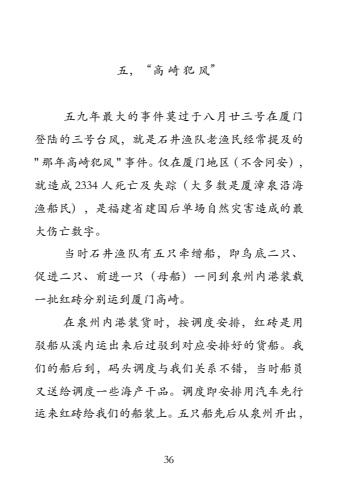 五，“高崎犯风”
五九年最大的事件莫过于八月廿三号在厦门
登陆的三号台风，就是石井渔队老渔民经常提及的
"那年高崎犯风"事件。仅在厦门地区（不含同安），
就造成 2334 人死亡及失踪（大多数是厦漳泉沿海
渔船民），是福建省建国后单场自然灾害造成的最
大伤亡数字。
当时石井渔队有五只牵缯船，即乌底二只、
促进二只、前进一只（母船）一同到泉州内港装载
一批红砖分别运到厦门高崎。
在泉州内港装货时，按调度安排，红砖是用
驳船从溪内运出来后过驳到对应安排好的货船。我
们的船后到，码头调度与我们关系不错，当时船员
又送给调度一些海产干品。调度即安排用汽车先行
运来红砖给我们的船装上。五只船先后从泉州开出，
36